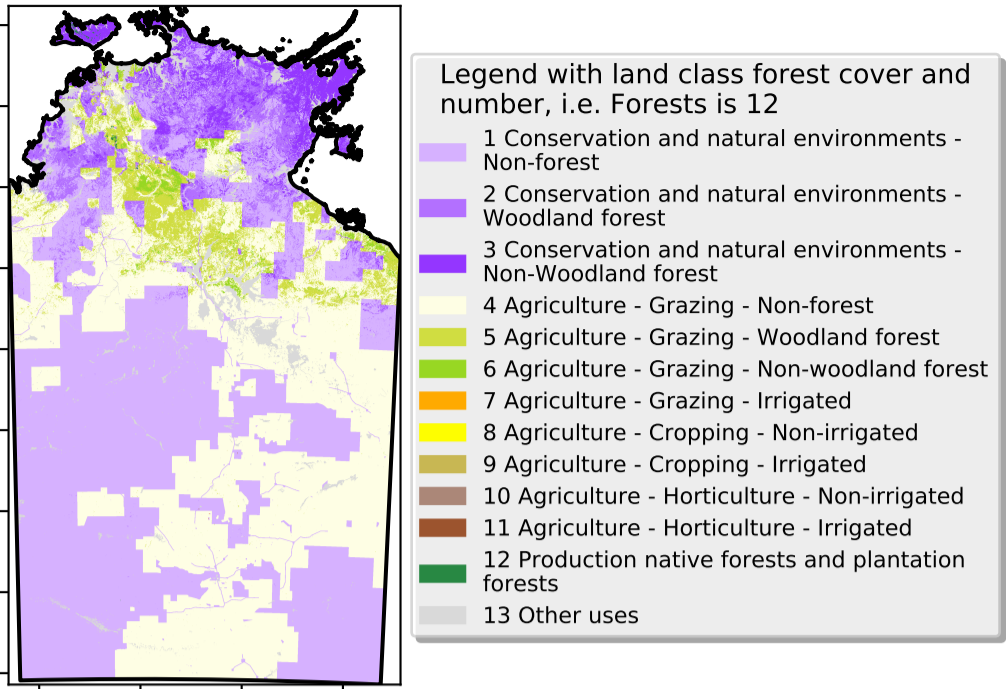 Legend with land class forest cover and
number, i.e. Forests is 12
1 Conservation and natural environments -
Non-forest
2 Conservation and natural environments -
Woodland forest
3 Conservation and natural environments -
Non-Woodland forest
4 Agriculture - Grazing - Non-forest
5 Agriculture - Grazing - Woodland forest
6 Agriculture - Grazing - Non-woodland forest
7 Agriculture - Grazing - Irrigated
8 Agriculture - Cropping - Non-irrigated
9 Agriculture - Cropping - Irrigated
10 Agriculture - Horticulture - Non-irrigated
11 Agriculture - Horticulture - Irrigated
12 Production native forests and plantation
forests
13 Other uses